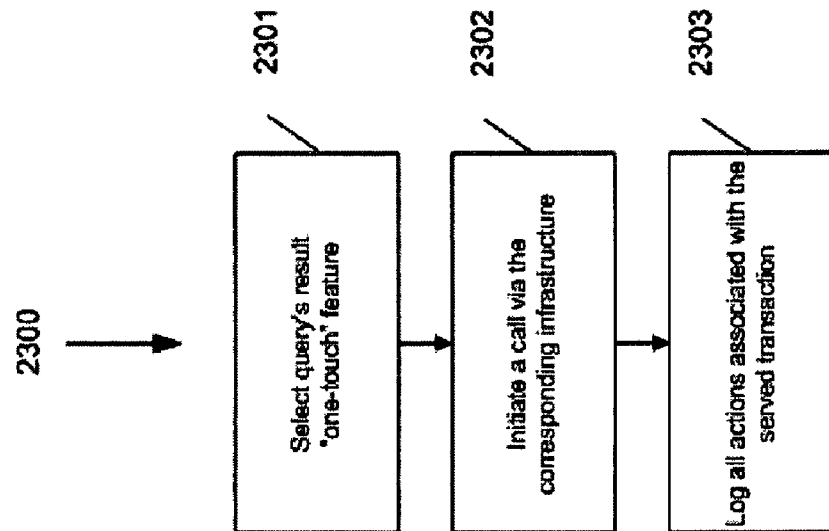 2300
Select query's result
"one-touch" feature
2301
Initiate a call via the
corresponding infrastructure
2302
Log all actions associated with the
served transaction
2303